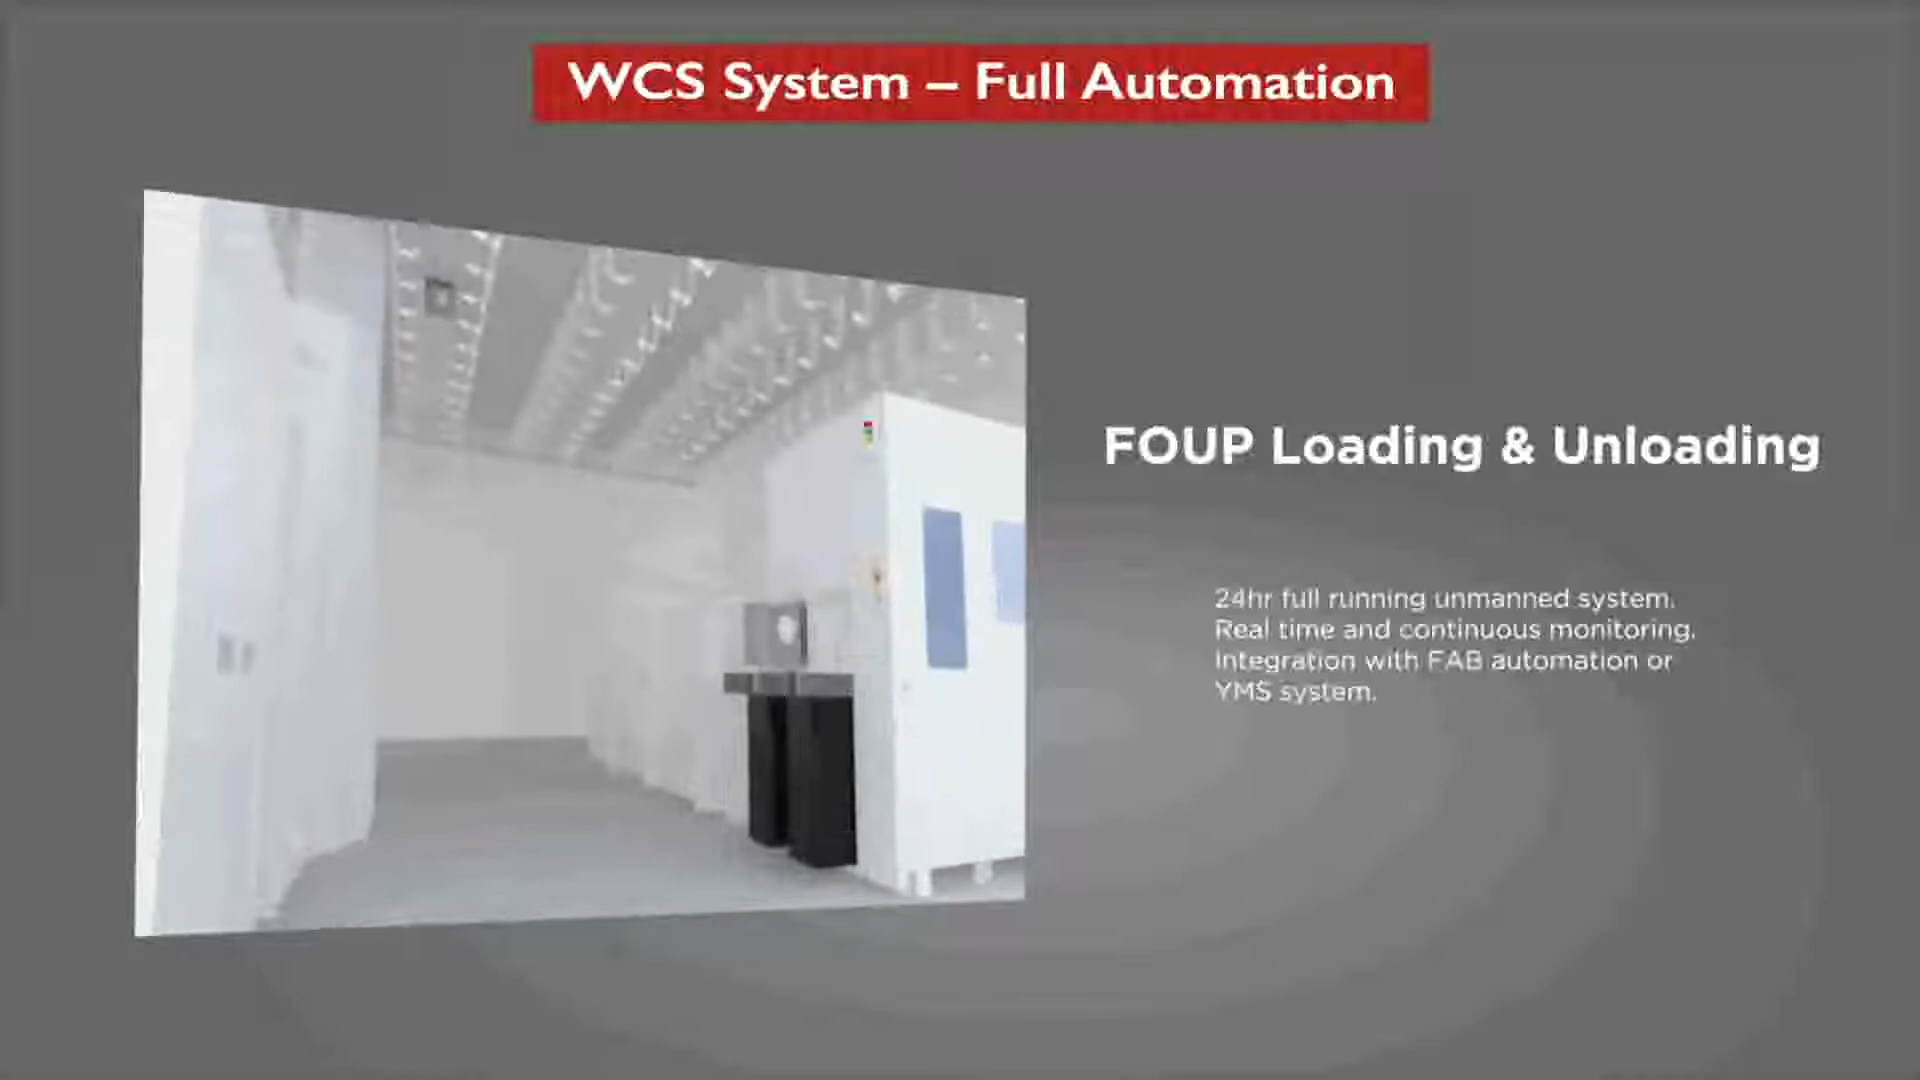 WCS System – Full Automation
FOUP Loading & Unloading
24hr full running unmanned system.
Real time and continuous monitoring.
Integration with FAB automation or
YMS system.